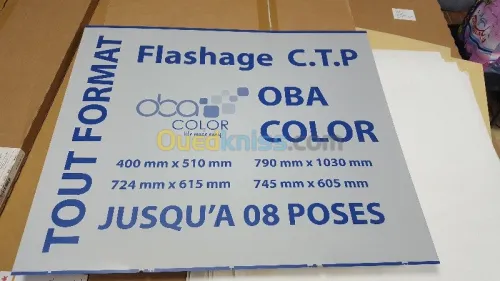 TOUT FORMAT
Flashage C.T.P
oba
COLOR
life made easy
OBA
COLOR
Ouedkniss.com
400 mm x 510 mm
790 mm x 1030 mm
724 mm x 615 mm
745 mm x 605 mm
JUSQU'A 08 POSES